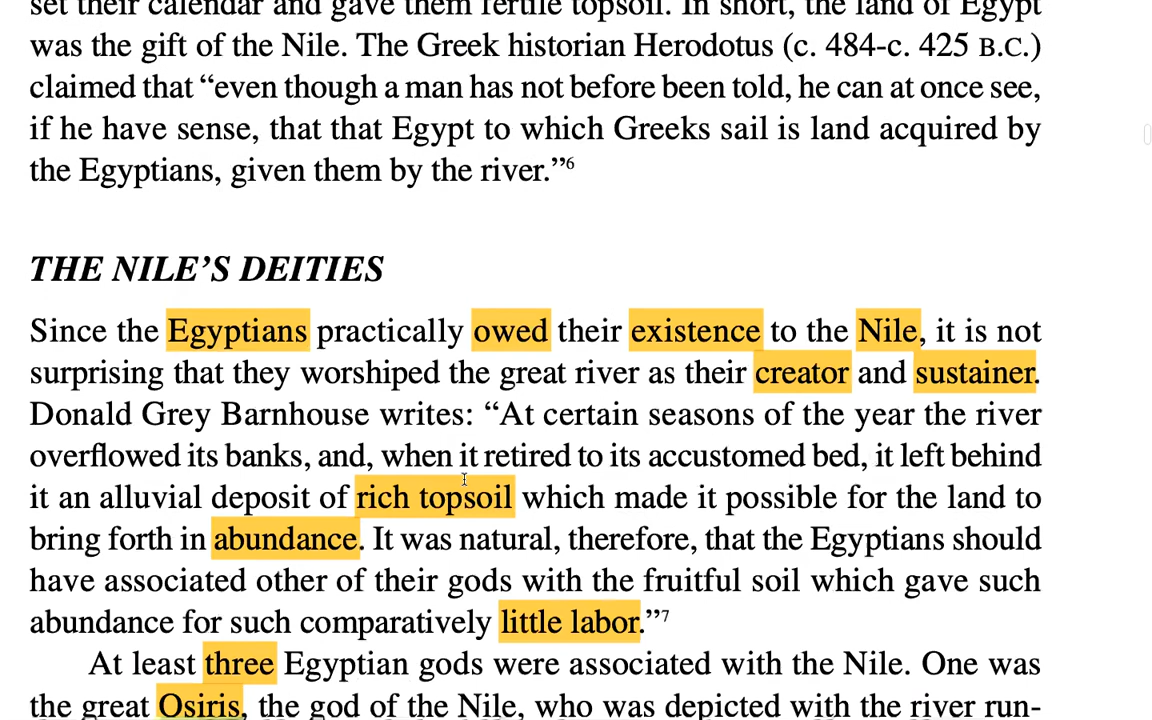 set their calendar and gave them fertile topsoil. In short, the land of Egypt
was the gift of the Nile. The Greek historian Herodotus (c. 484-c. 425 B.C.)
claimed that “even though a man has not before been told, he can at once see,
if he have sense, that that Egypt to which Greeks sail is land acquired by
the Egyptians, given them by the river.”6
THE NILE’S DEITIES
Since the Egyptians practically owed their existence to the Nile, it is not
surprising that they worshiped the great river as their creator and sustainer.
Donald Grey Barnhouse writes: “At certain seasons of the year the river
overflowed its banks, and, when it retired to its accustomed bed, it left behind
it an alluvial deposit of rich topsoil which made it possible for the land to
bring forth in abundance. It was natural, therefore, that the Egyptians should
have associated other of their gods with the fruitful soil which gave such
abundance for such comparatively little labor.”7
At least three Egyptian gods were associated with the Nile. One was
the great Osiris, the god of the Nile, who was depicted with the river run-